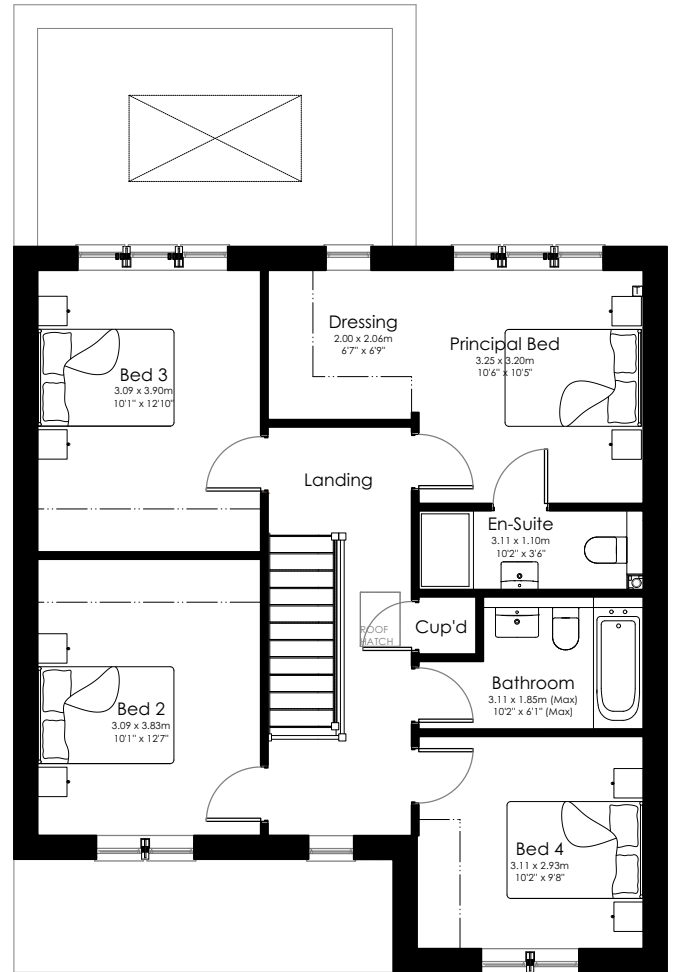 Dressing
2.00 x 2.06m
6'7" x 6'9"
Principal Bed
3.25 x 3.20m
10'6" x 10'5"
Bed 3
3.09 x 3.90m
10'1" x 12'10"
Landing
En-Suite
3.11 x 1.10m
10'2" x 3'6"
ROOF
HATCH
Cup'd
Bathroom
3.11 x 1.85m (Max)
10'2" x 6'1" (Max)
Bed 2
3.09 x 3.83m
10'1" x 12'7"
Bed 4
3.11 x 2.93m
10'2" x 9'8"